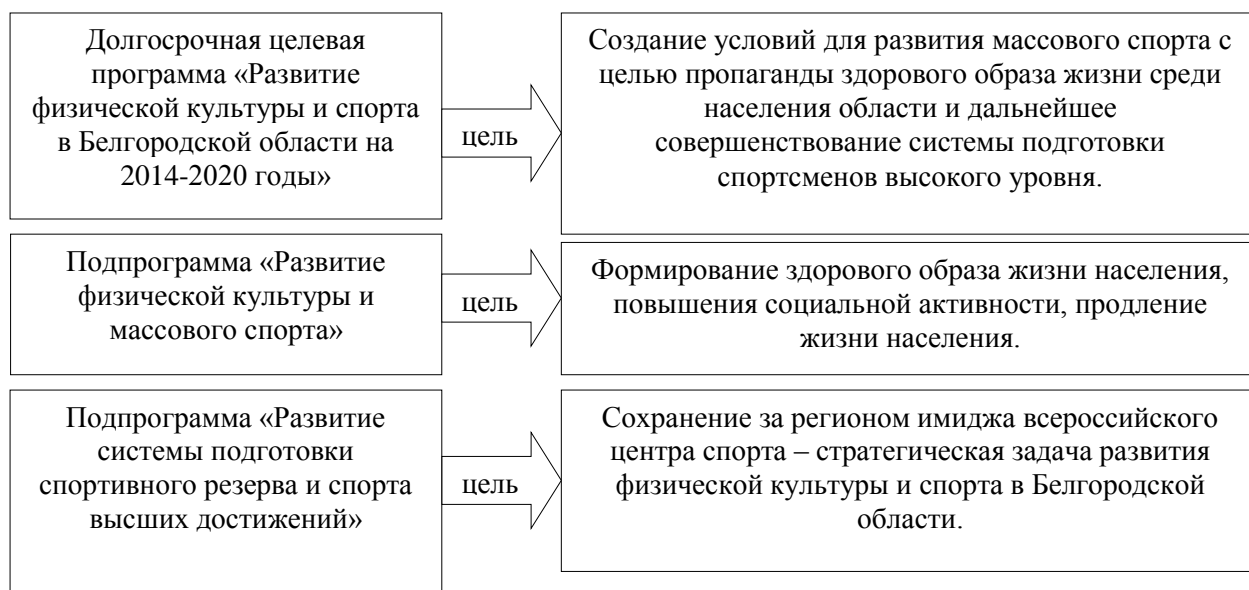 Долгосрочная целевая
программа «Развитие
физической культуры и спорта
в Белгородской области на
2014-2020 годы»
цель
Создание условий для развития массового спорта с
целью пропаганды здорового образа жизни среди
населения области и дальнейшее
совершенствование системы подготовки
спортсменов высокого уровня.
Подпрограмма «Развитие
физической культуры и
массового спорта»
цель
Формирование здорового образа жизни населения,
повышения социальной активности, продление
жизни населения.
Подпрограмма «Развитие
системы подготовки
спортивного резерва и спорта
высших достижений»
цель
Сохранение за регионом имиджа всероссийского
центра спорта – стратегическая задача развития
физической культуры и спорта в Белгородской
области.